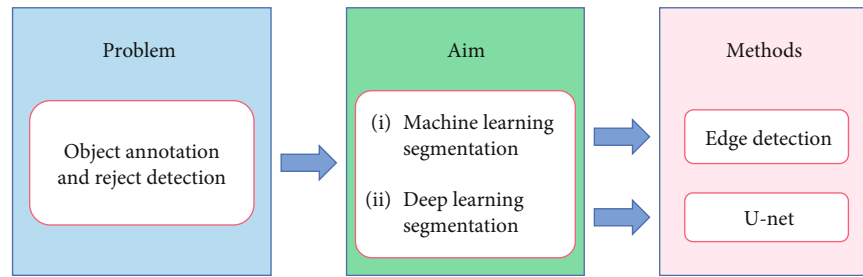 Problem
Object annotation
and reject detection
Aim
(i) Machine learning
segmentation
(ii) Deep learning
segmentation
Methods
Edge detection
U-net